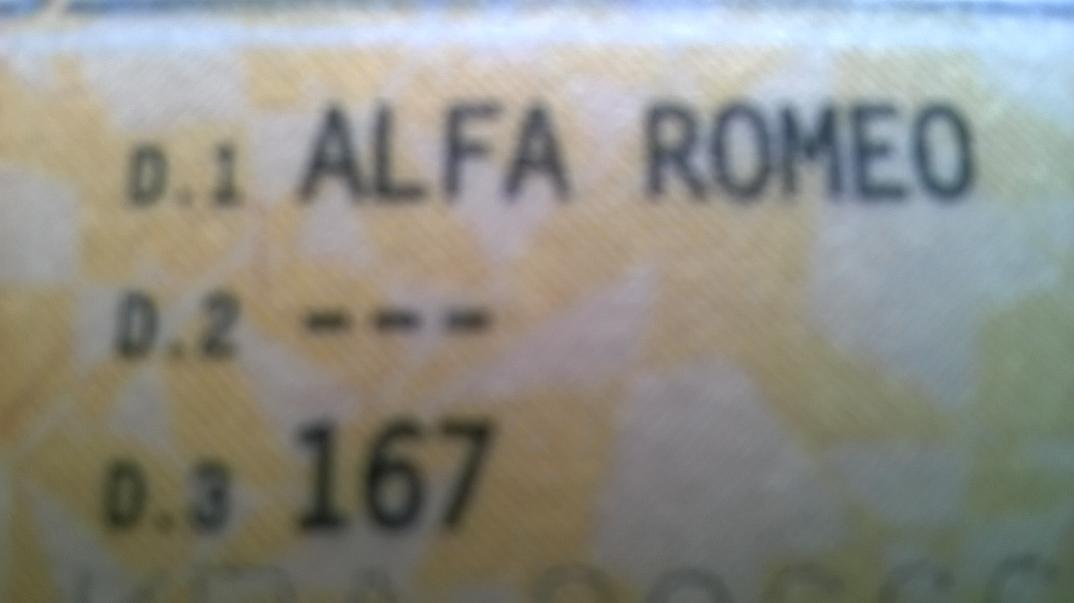 D.1 ALFA ROMEO
D.2 ---
D.3 167